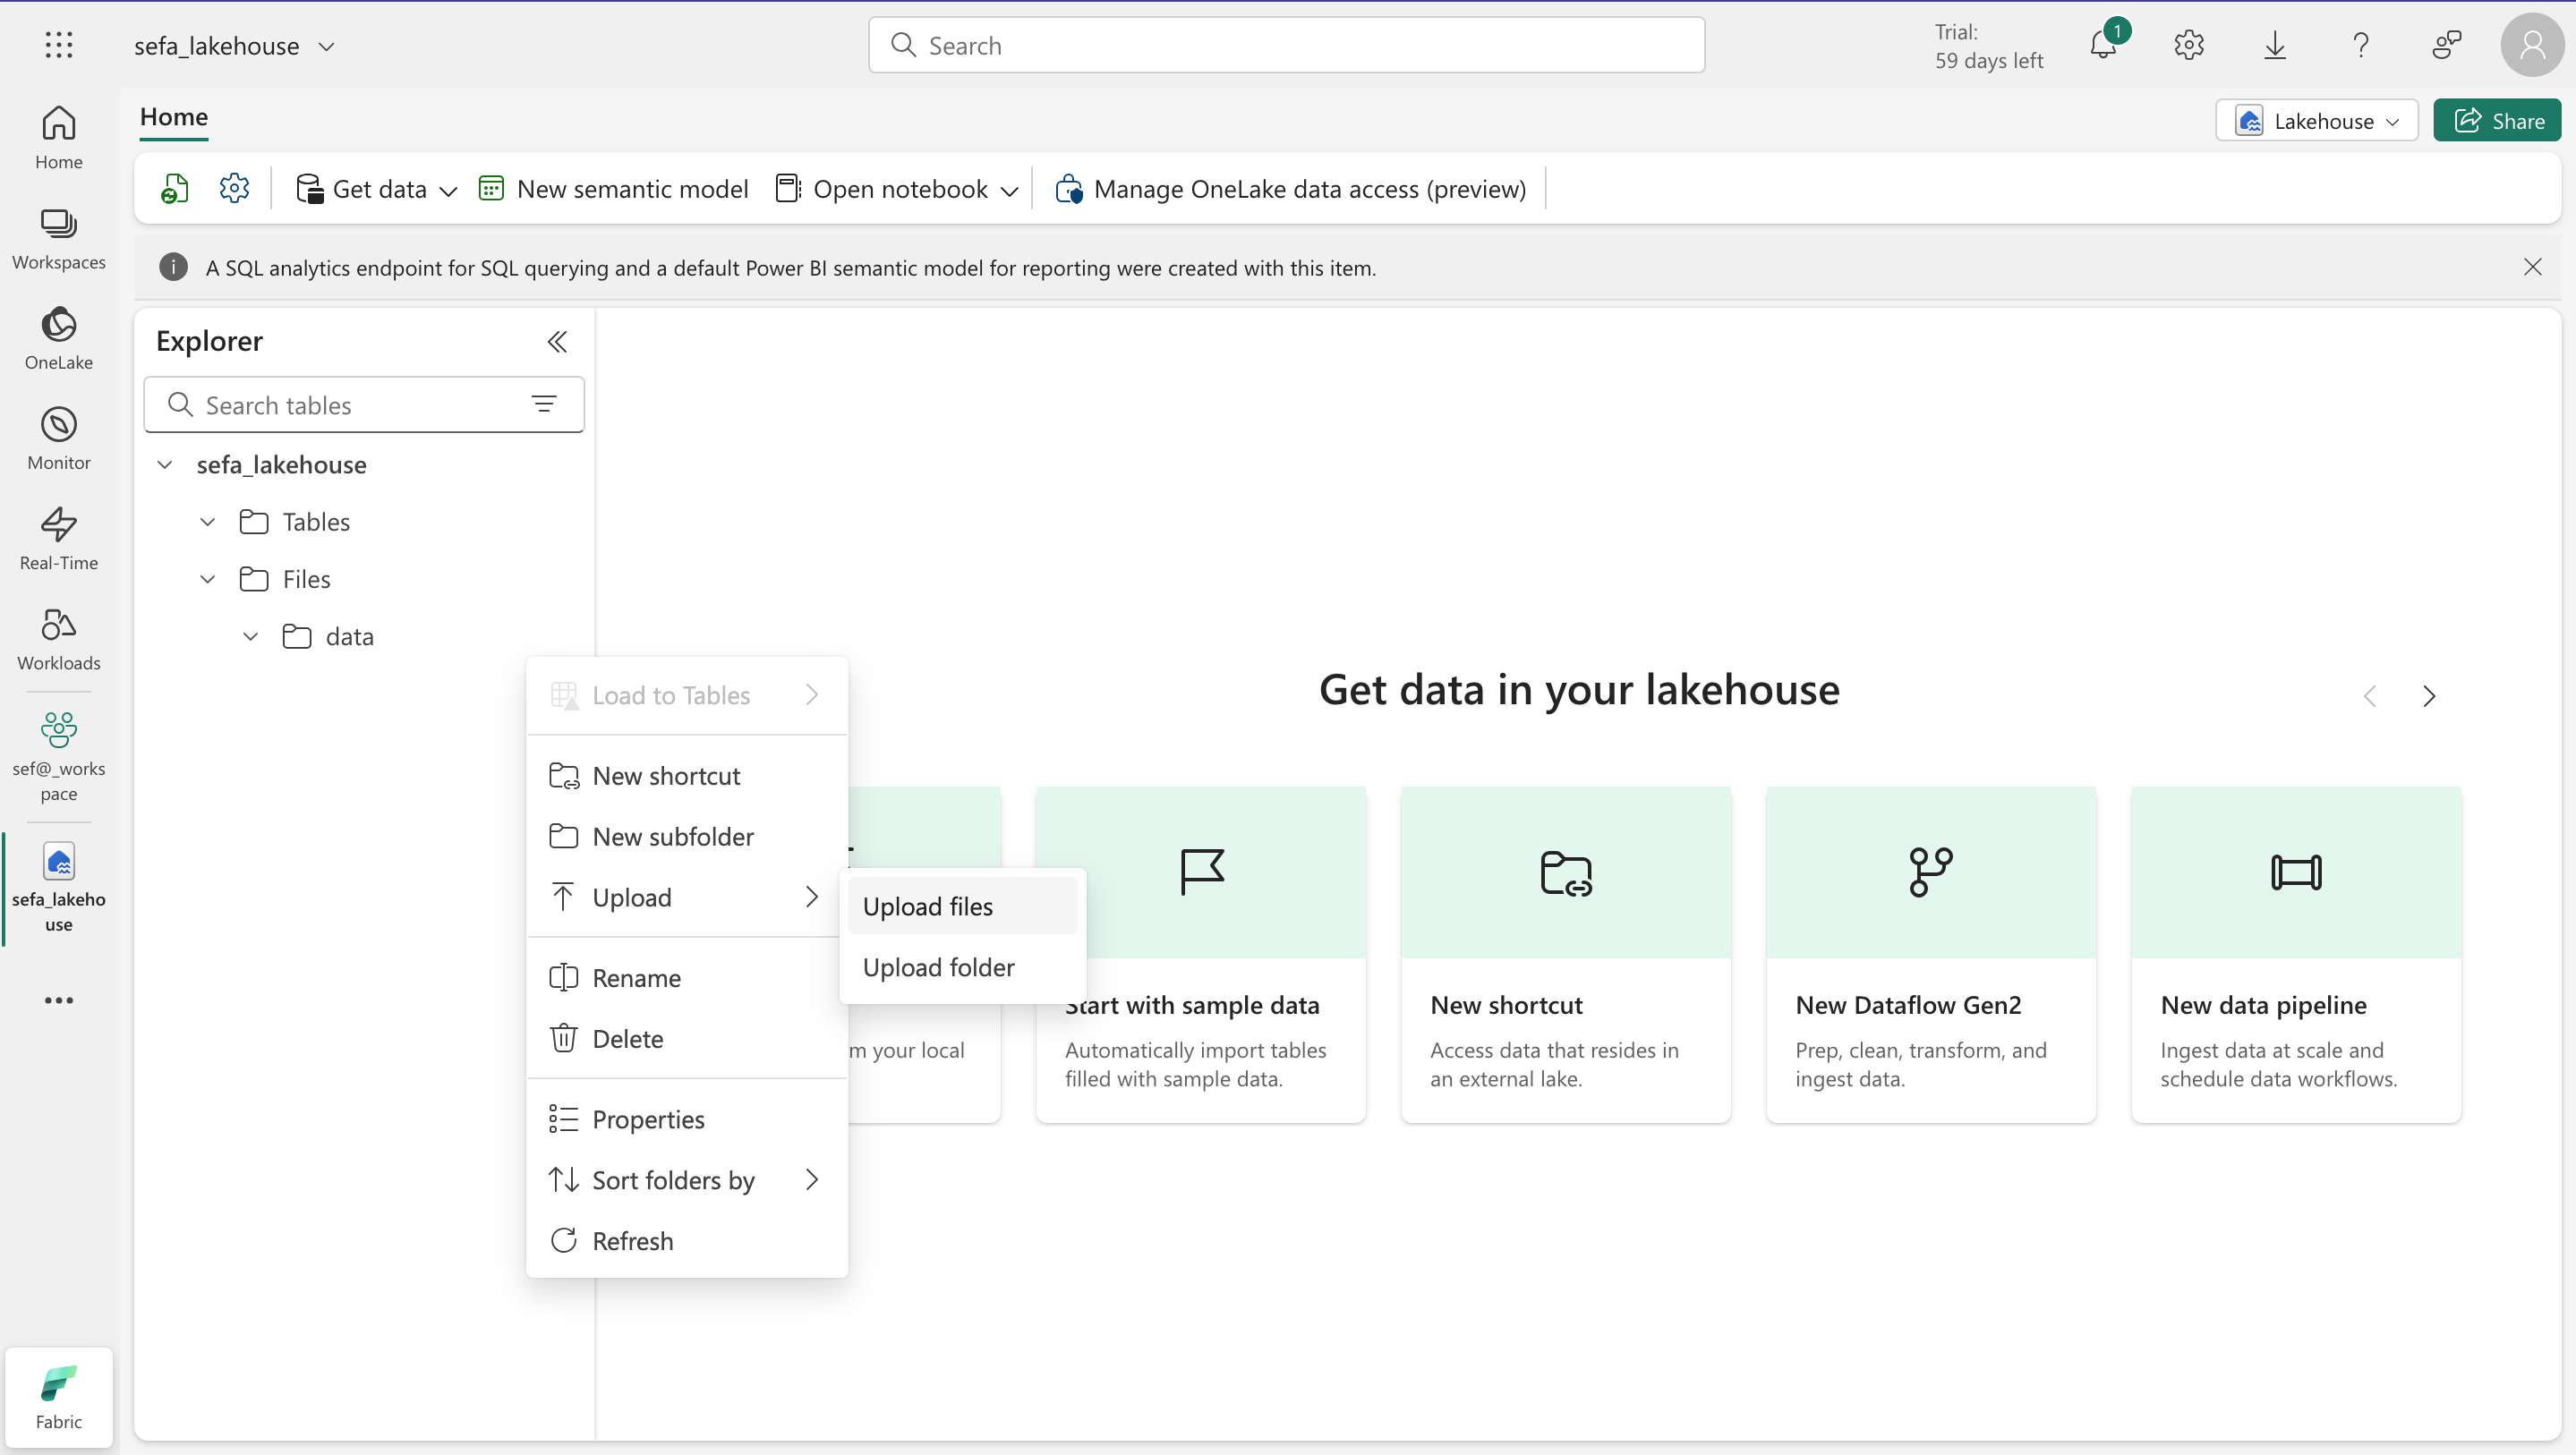 sefa_lakehouse
Search
Trial:
59 days left
1
Home
Workspaces
OneLake
Monitor
Real-Time
Workloads
sef@_works
pace
sefa_lakeho
use
Fabric
Home
Lakehouse
Share
Get data
New semantic model
Open notebook
Manage OneLake data access (preview)
A SQL analytics endpoint for SQL querying and a default Power BI semantic model for reporting were created with this item.
Explorer
Search tables
sefa_lakehouse
Tables
Files
data
Load to Tables
New shortcut
New subfolder
Upload
Rename
Delete
Properties
Sort folders by
Refresh
Upload files
Upload folder
Get data in your lakehouse
your local
Start with sample data
Automatically import tables
filled with sample data.
New shortcut
Access data that resides in
an external lake.
New Dataflow Gen2
Prep, clean, transform, and
ingest data.
New data pipeline
Ingest data at scale and
schedule data workflows.